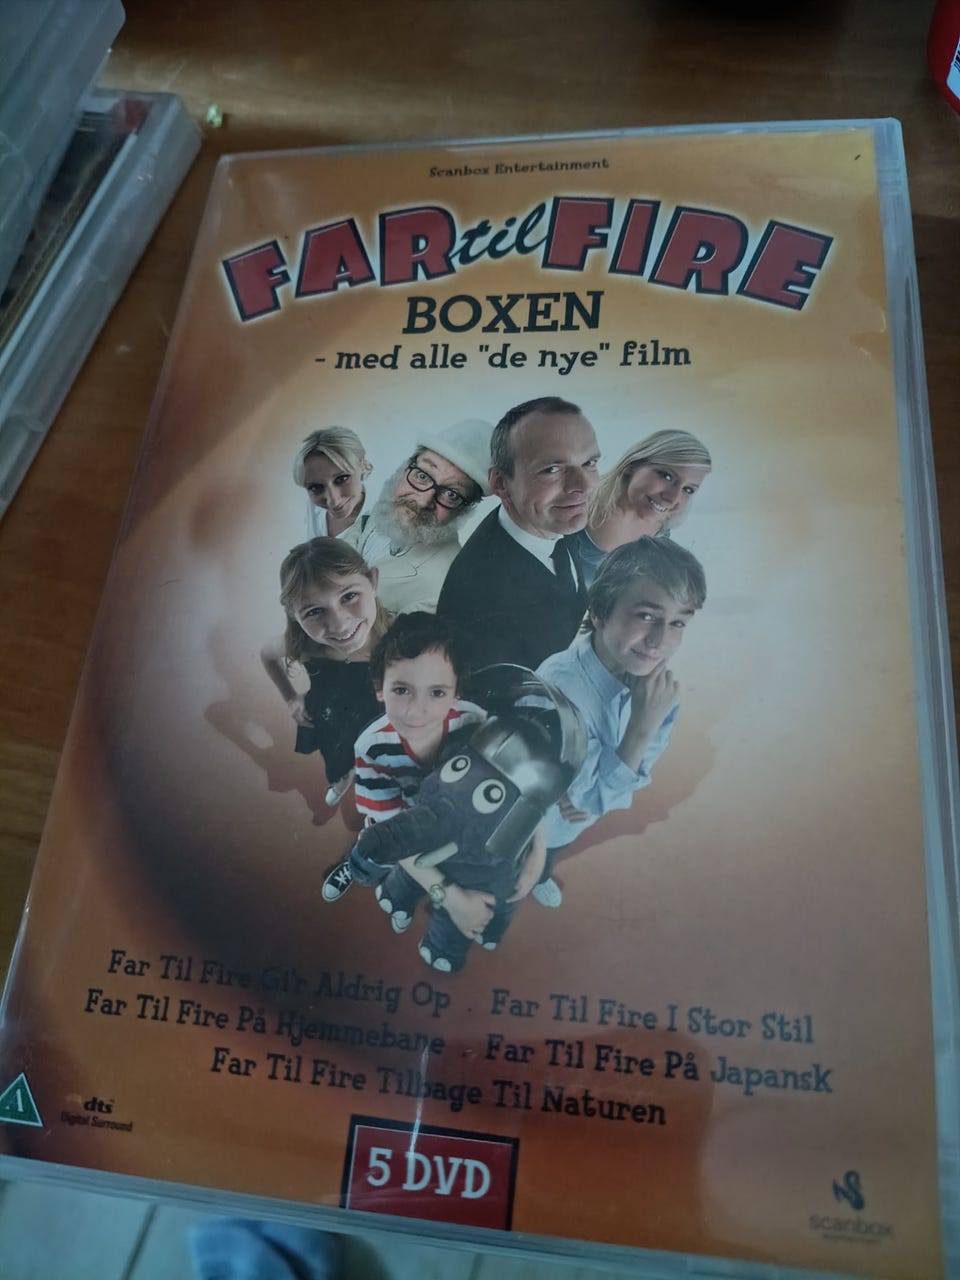 Scanbox Entertainment
FAR til FIRE
BOXEN
- med alle "de nye" film
Far Til Fire Gi'r Aldrig Op . Far Til Fire I Stor Stil
Far Til Fire På Hjemmebane . Far Til Fire På Japansk
Far Til Fire Tilbage Til Naturen
A
dts
Digital Surround
5 DVD
scanbox